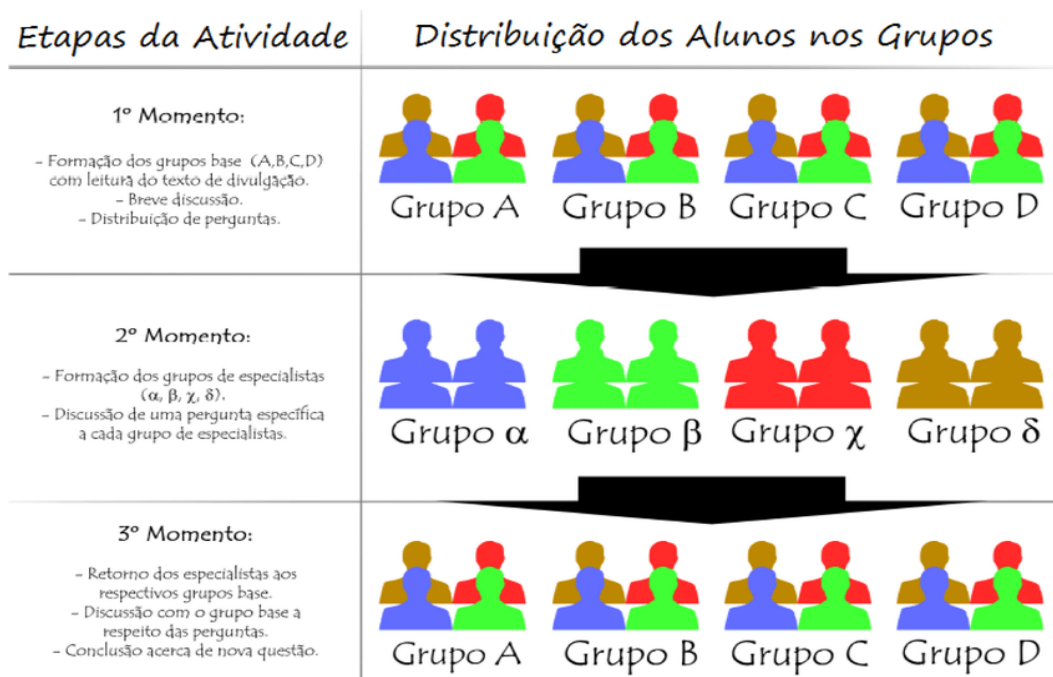 Etapas da Atividade
Distribuição dos Alunos nos Grupos
1º Momento:
- Formação dos grupos base (A,B,C,D)
com leitura do texto de divulgação.
- Breve discussão.
- Distribuição de perguntas.
Grupo A
Grupo B
Grupo C
Grupo D
2º Momento:
- Formação dos grupos de especialistas
(α, β, χ, δ).
- Discussão de uma pergunta específica
a cada grupo de especialistas.
Grupo α
Grupo β
Grupo χ
Grupo δ
3º Momento:
- Retorno dos especialistas aos
respectivos grupos base.
- Discussão com o grupo base a
respeito das perguntas.
- Conclusão acerca de nova questão.
Grupo A
Grupo B
Grupo C
Grupo D